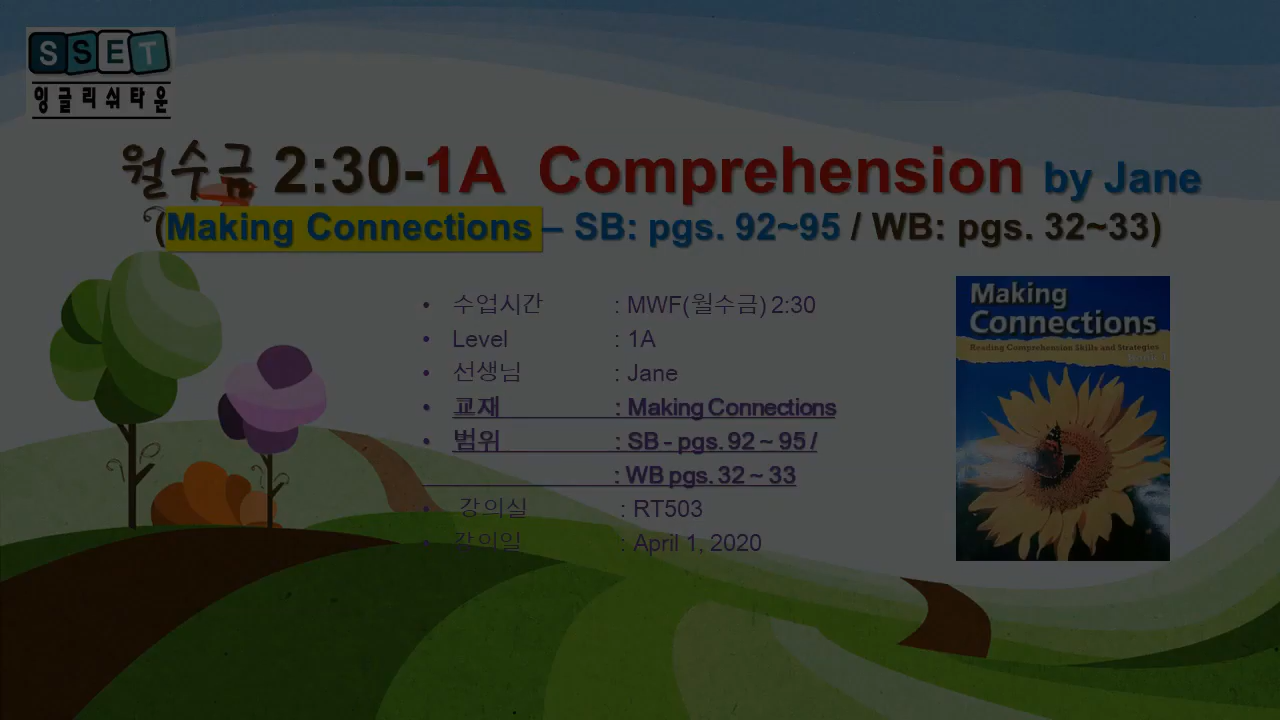 SSET
잉글리쉬타운
월수금 2:30-1A Comprehension by Jane
(Making Connections – SB: pgs. 92~95 / WB: pgs. 32~33)
• 수업시간 : MWF(월수금) 2:30
• Level : 1A
• 선생님 : Jane
• 교재 : Making Connections
• 범위 : SB - pgs. 92 ~ 95 /
: WB pgs. 32 ~ 33
• 강의실 : RT503
• 강의일 : April 1, 2020
Making
Connections
Reading Comprehension Skills and Strategies